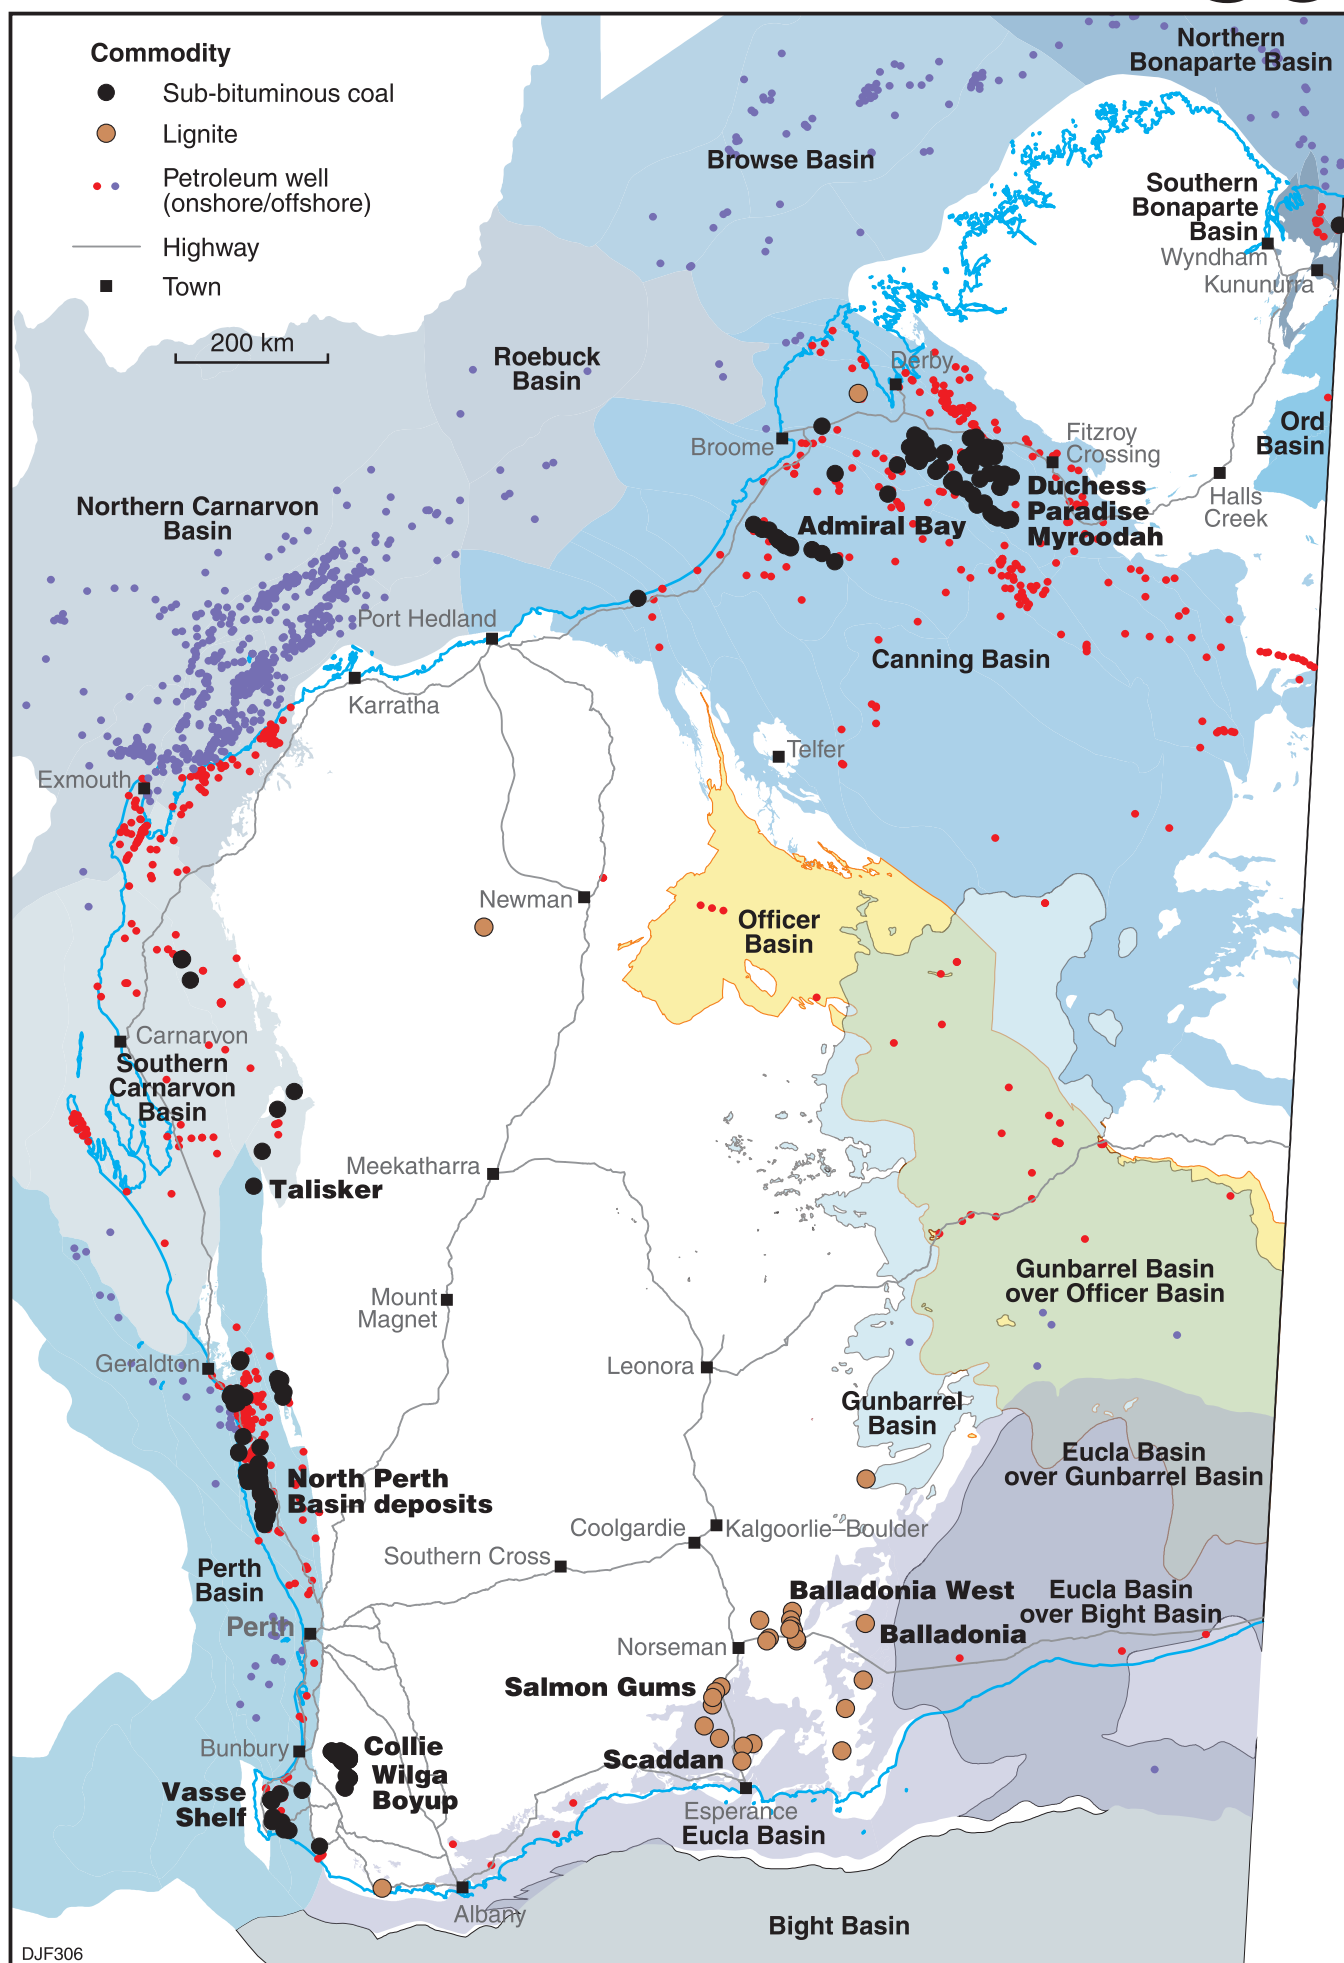 Commodity
Sub-bituminous coal
Lignite
Petroleum well
(onshore/offshore)
Highway
Town
200 km
Northern
Bonaparte Basin
Browse Basin
Southern
Bonaparte
Basin
Wyndham
Kununurra
Roebuck
Basin
Derby
Ord
Basin
Broome
Fitzroy
Crossing
Halls
Creek
Duchess
Paradise
Myroodah
Admiral Bay
Northern Carnarvon
Basin
Port Hedland
Karratha
Canning Basin
Telfer
Exmouth
Newman
Officer
Basin
Carnarvon
Southern
Carnarvon
Basin
Meekatharra
Talisker
Mount
Magnet
Gunbarrel Basin
over Officer Basin
Geraldton
Leonora
Gunbarrel
Basin
Eucla Basin
over Gunbarrel Basin
North Perth
Basin deposits
Coolgardie
Kalgoorlie–Boulder
Southern Cross
Perth
Basin
Balladonia West
Eucla Basin
over Bight Basin
Perth
Balladonia
Norseman
Salmon Gums
Bunbury
Collie
Wilga
Boyup
Scaddan
Vasse
Shelf
Esperance
Eucla Basin
Albany
Bight Basin
DJF306